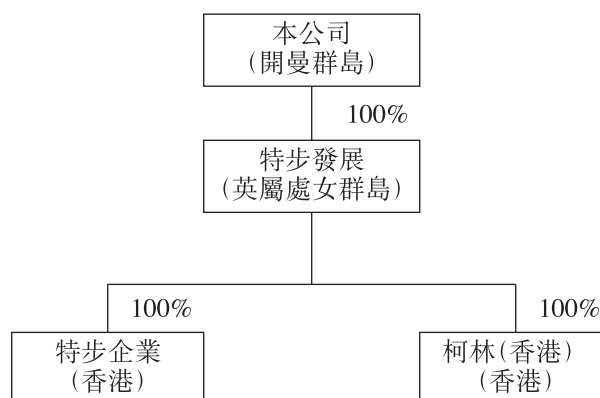 本公司
(開曼群島)
100%
特步發展
(英屬處女群島)
100%
100%
特步企業
(香港)
柯林(香港)
(香港)